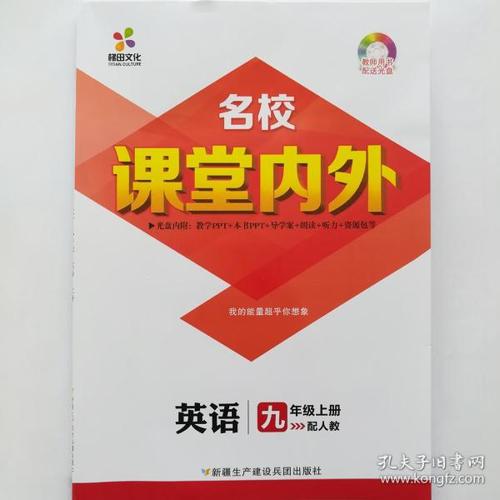 梯田文化
TITIAN CULTURE
教师用书
配送光盘
名校
课堂内外
▶光盘内附：教学PPT+本书PPT+导学案+朗读+听力+资源包等
我的能量超乎你想象
英语 九年级上册
>>>配人教
新疆生产建设兵团出版社
孔夫子旧书网
www.kongfz.com